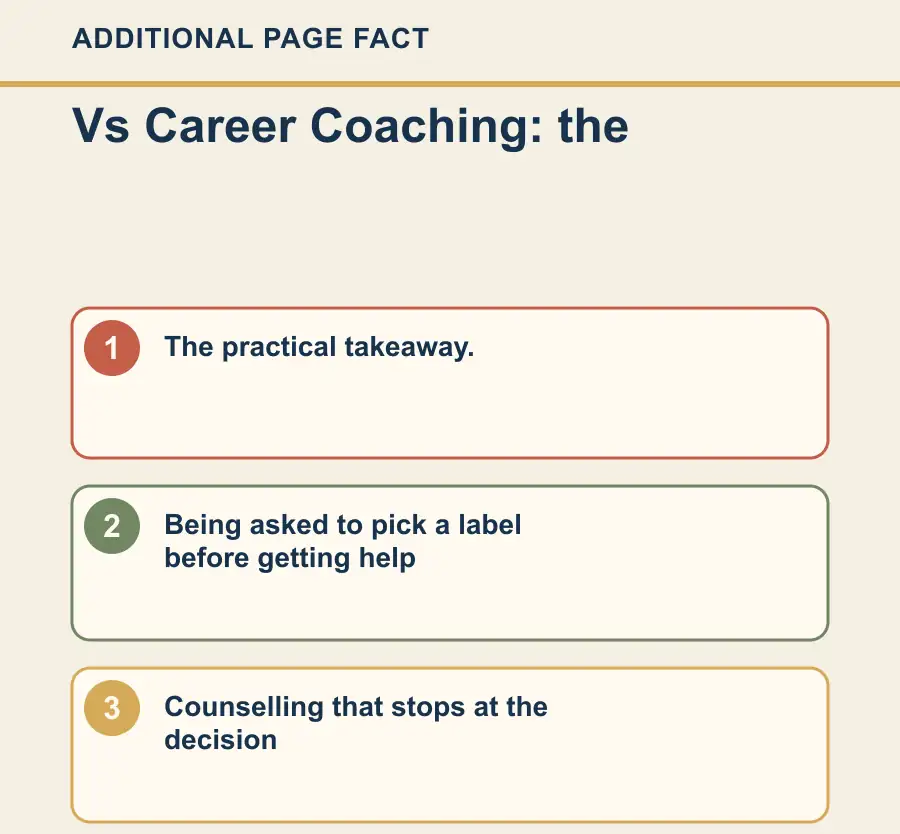 ADDITIONAL PAGE FACT
Vs Career Coaching: the
1
The practical takeaway.
2
Being asked to pick a label
before getting help
3
Counselling that stops at the
decision